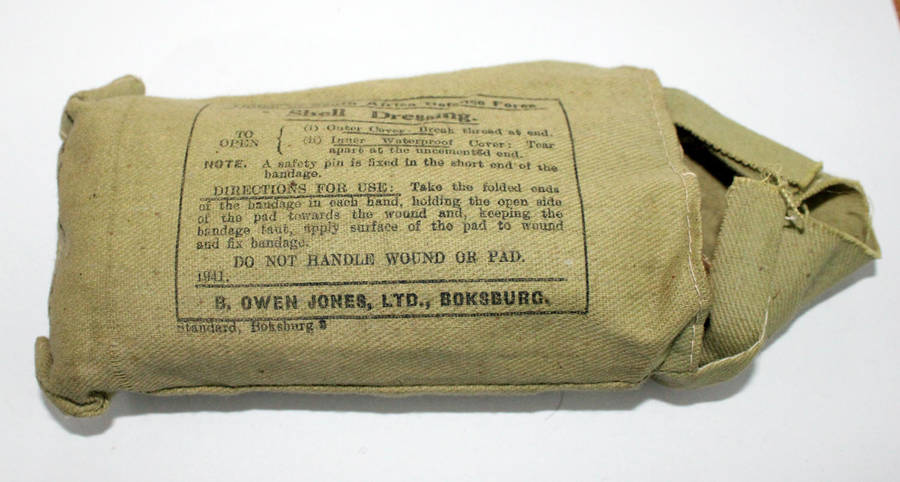 South Africa Defence Force
Shell Dressing.
TO OPEN { (i) Outer Cover: Break thread at end.
(ii) Inner Waterproof Cover: Tear
apart at the uncemented end.
NOTE. A safety pin is fixed in the short end of the
bandage.
DIRECTIONS FOR USE: Take the folded ends
of the bandage in each hand, holding the open side
of the pad towards the wound and, keeping the
bandage taut, apply surface of the pad to wound
and fix bandage.
DO NOT HANDLE WOUND OR PAD.
1941.
B. OWEN JONES, LTD., BOKSBURG.
Standard, Boksburg